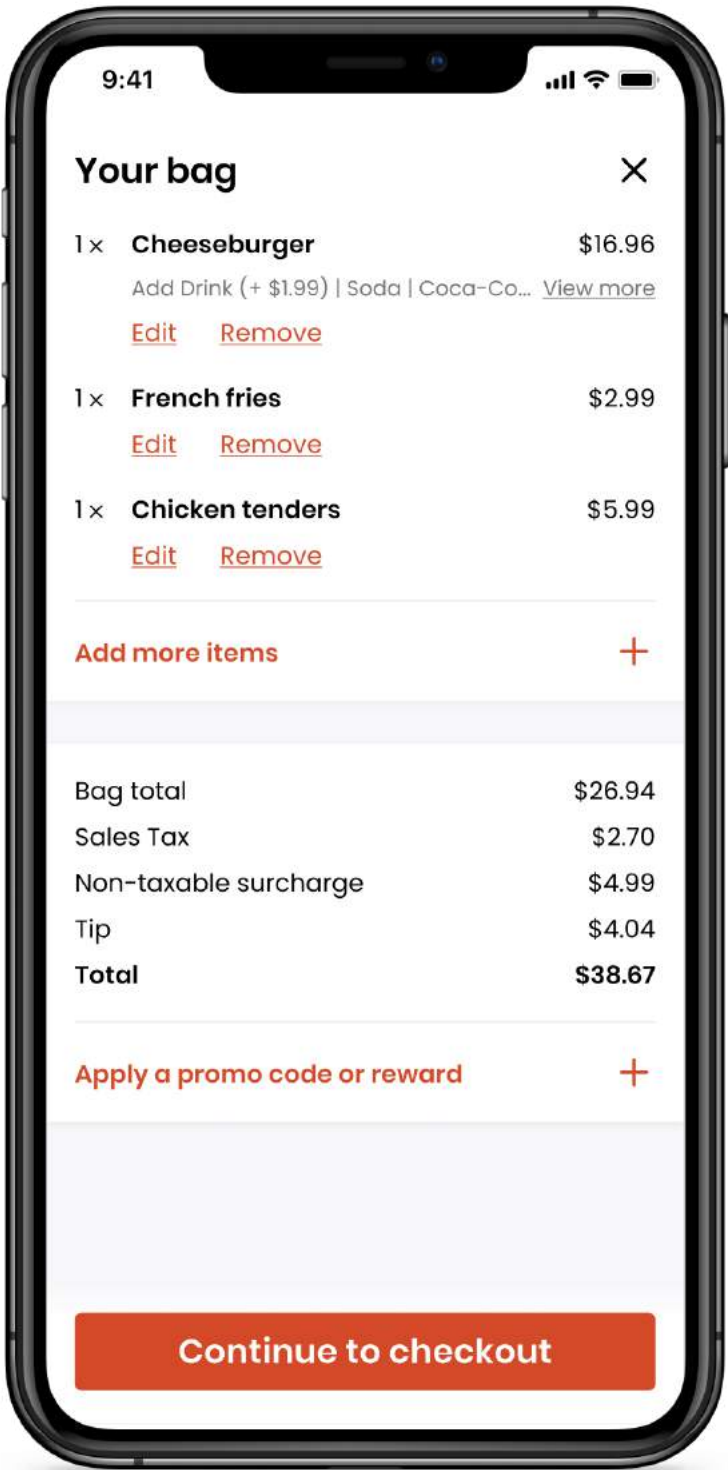 9:41
Your bag
1 × Cheeseburger $16.96
Add Drink (+ $1.99) | Soda | Coca-Co... View more
Edit Remove
1 × French fries $2.99
Edit Remove
1 × Chicken tenders $5.99
Edit Remove
Add more items
Bag total $26.94
Sales Tax $2.70
Non-taxable surcharge $4.99
Tip $4.04
Total $38.67
Apply a promo code or reward
Continue to checkout